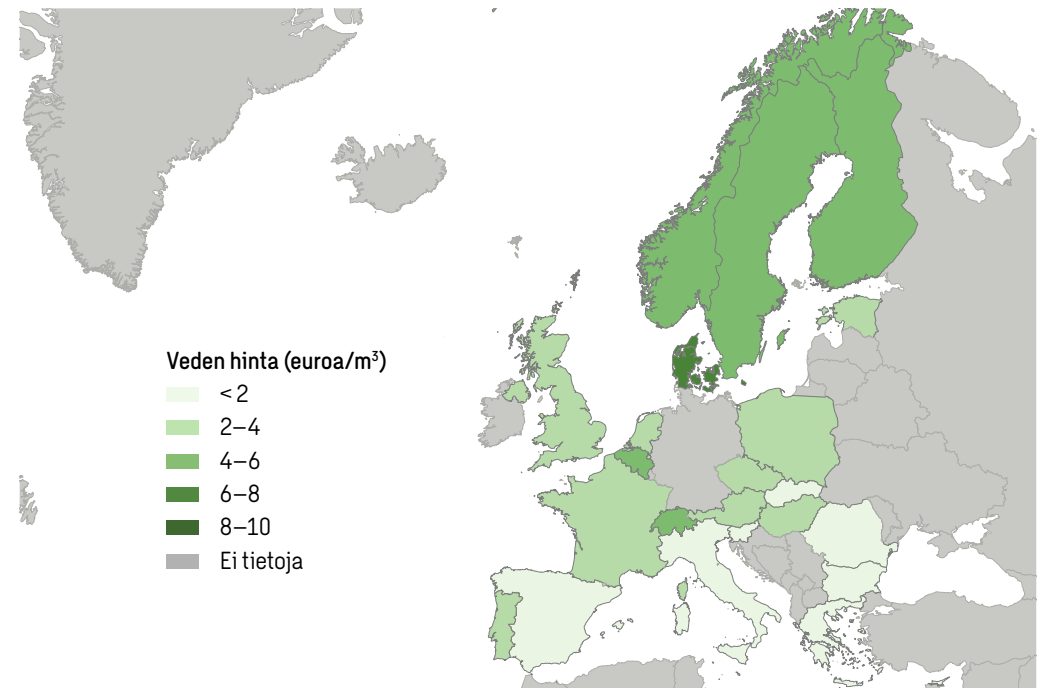 Veden hinta (euroa/m³)
< 2
2–4
4–6
6–8
8–10
Ei tietoja